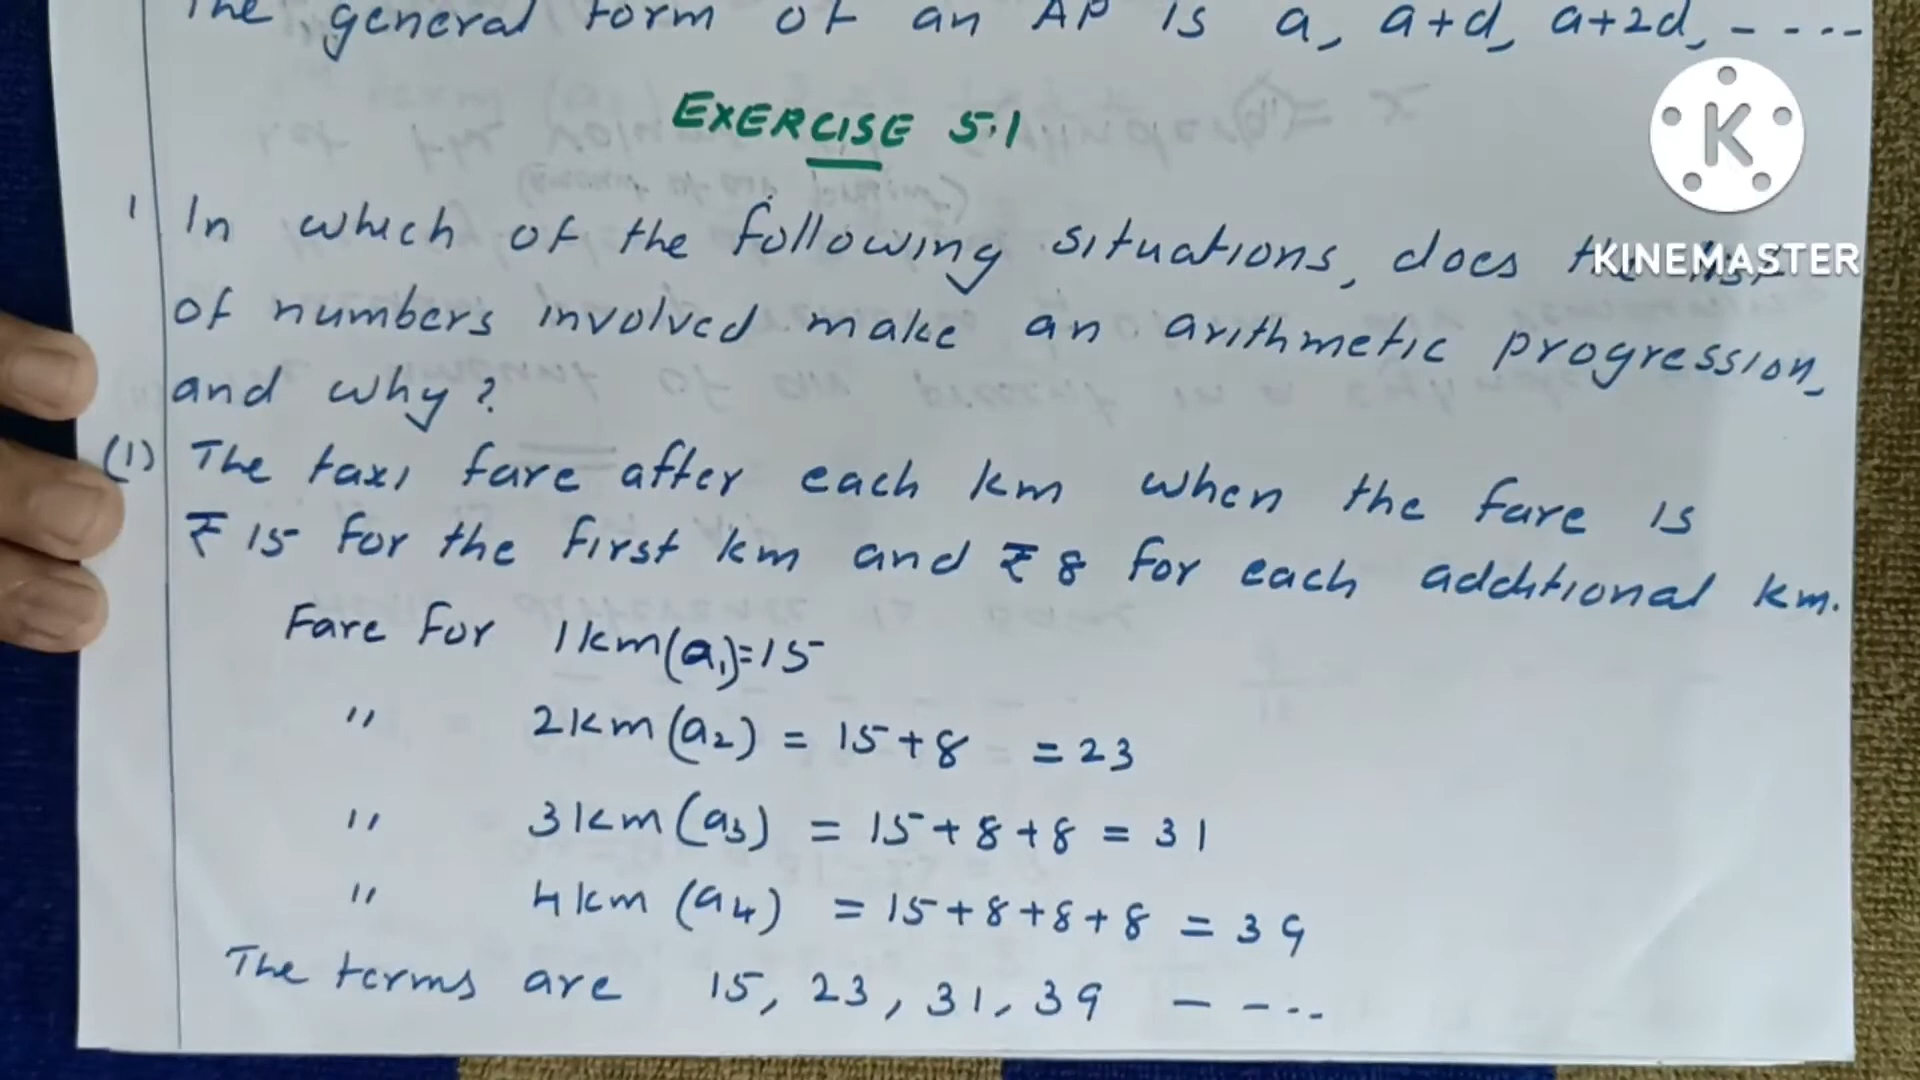 The general form of an AP is a, a+d, a+2d, - - - -
EXERCISE 5.1
K
KINEMASTER
1 In which of the following situations, does the list
of numbers involved make an arithmetic progression,
and why?
(1) The taxi fare after each km when the fare is
₹ 15 for the first km and ₹ 8 for each additional km.
Fare for 1km(a₁)=15
" 2km(a₂) = 15+8 = 23
" 3km(a₃) = 15+8+8 = 31
" 4km (a₄) = 15+8+8+8 = 39
The terms are 15, 23, 31, 39 - - - -